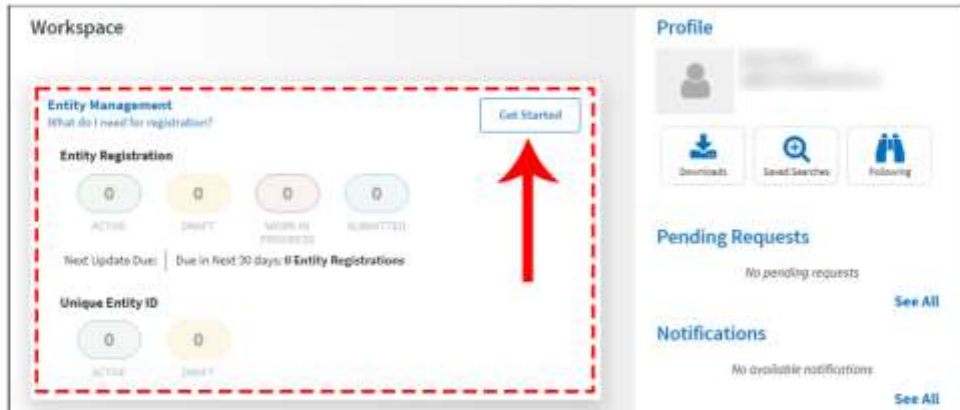 Workspace
Entity Management
What do I need for registration?
Get Started
Entity Registration
0 0 0 0
ACTIVE DRAFT WORK IN PROGRESS SUBMITTED
Next Update Due: Due in Next 30 days: 0 Entity Registrations
Unique Entity ID
0 0
ACTIVE DRAFT
Profile
Downloads Saved Searches Following
Pending Requests
No pending requests
See All
Notifications
No available notifications
See All